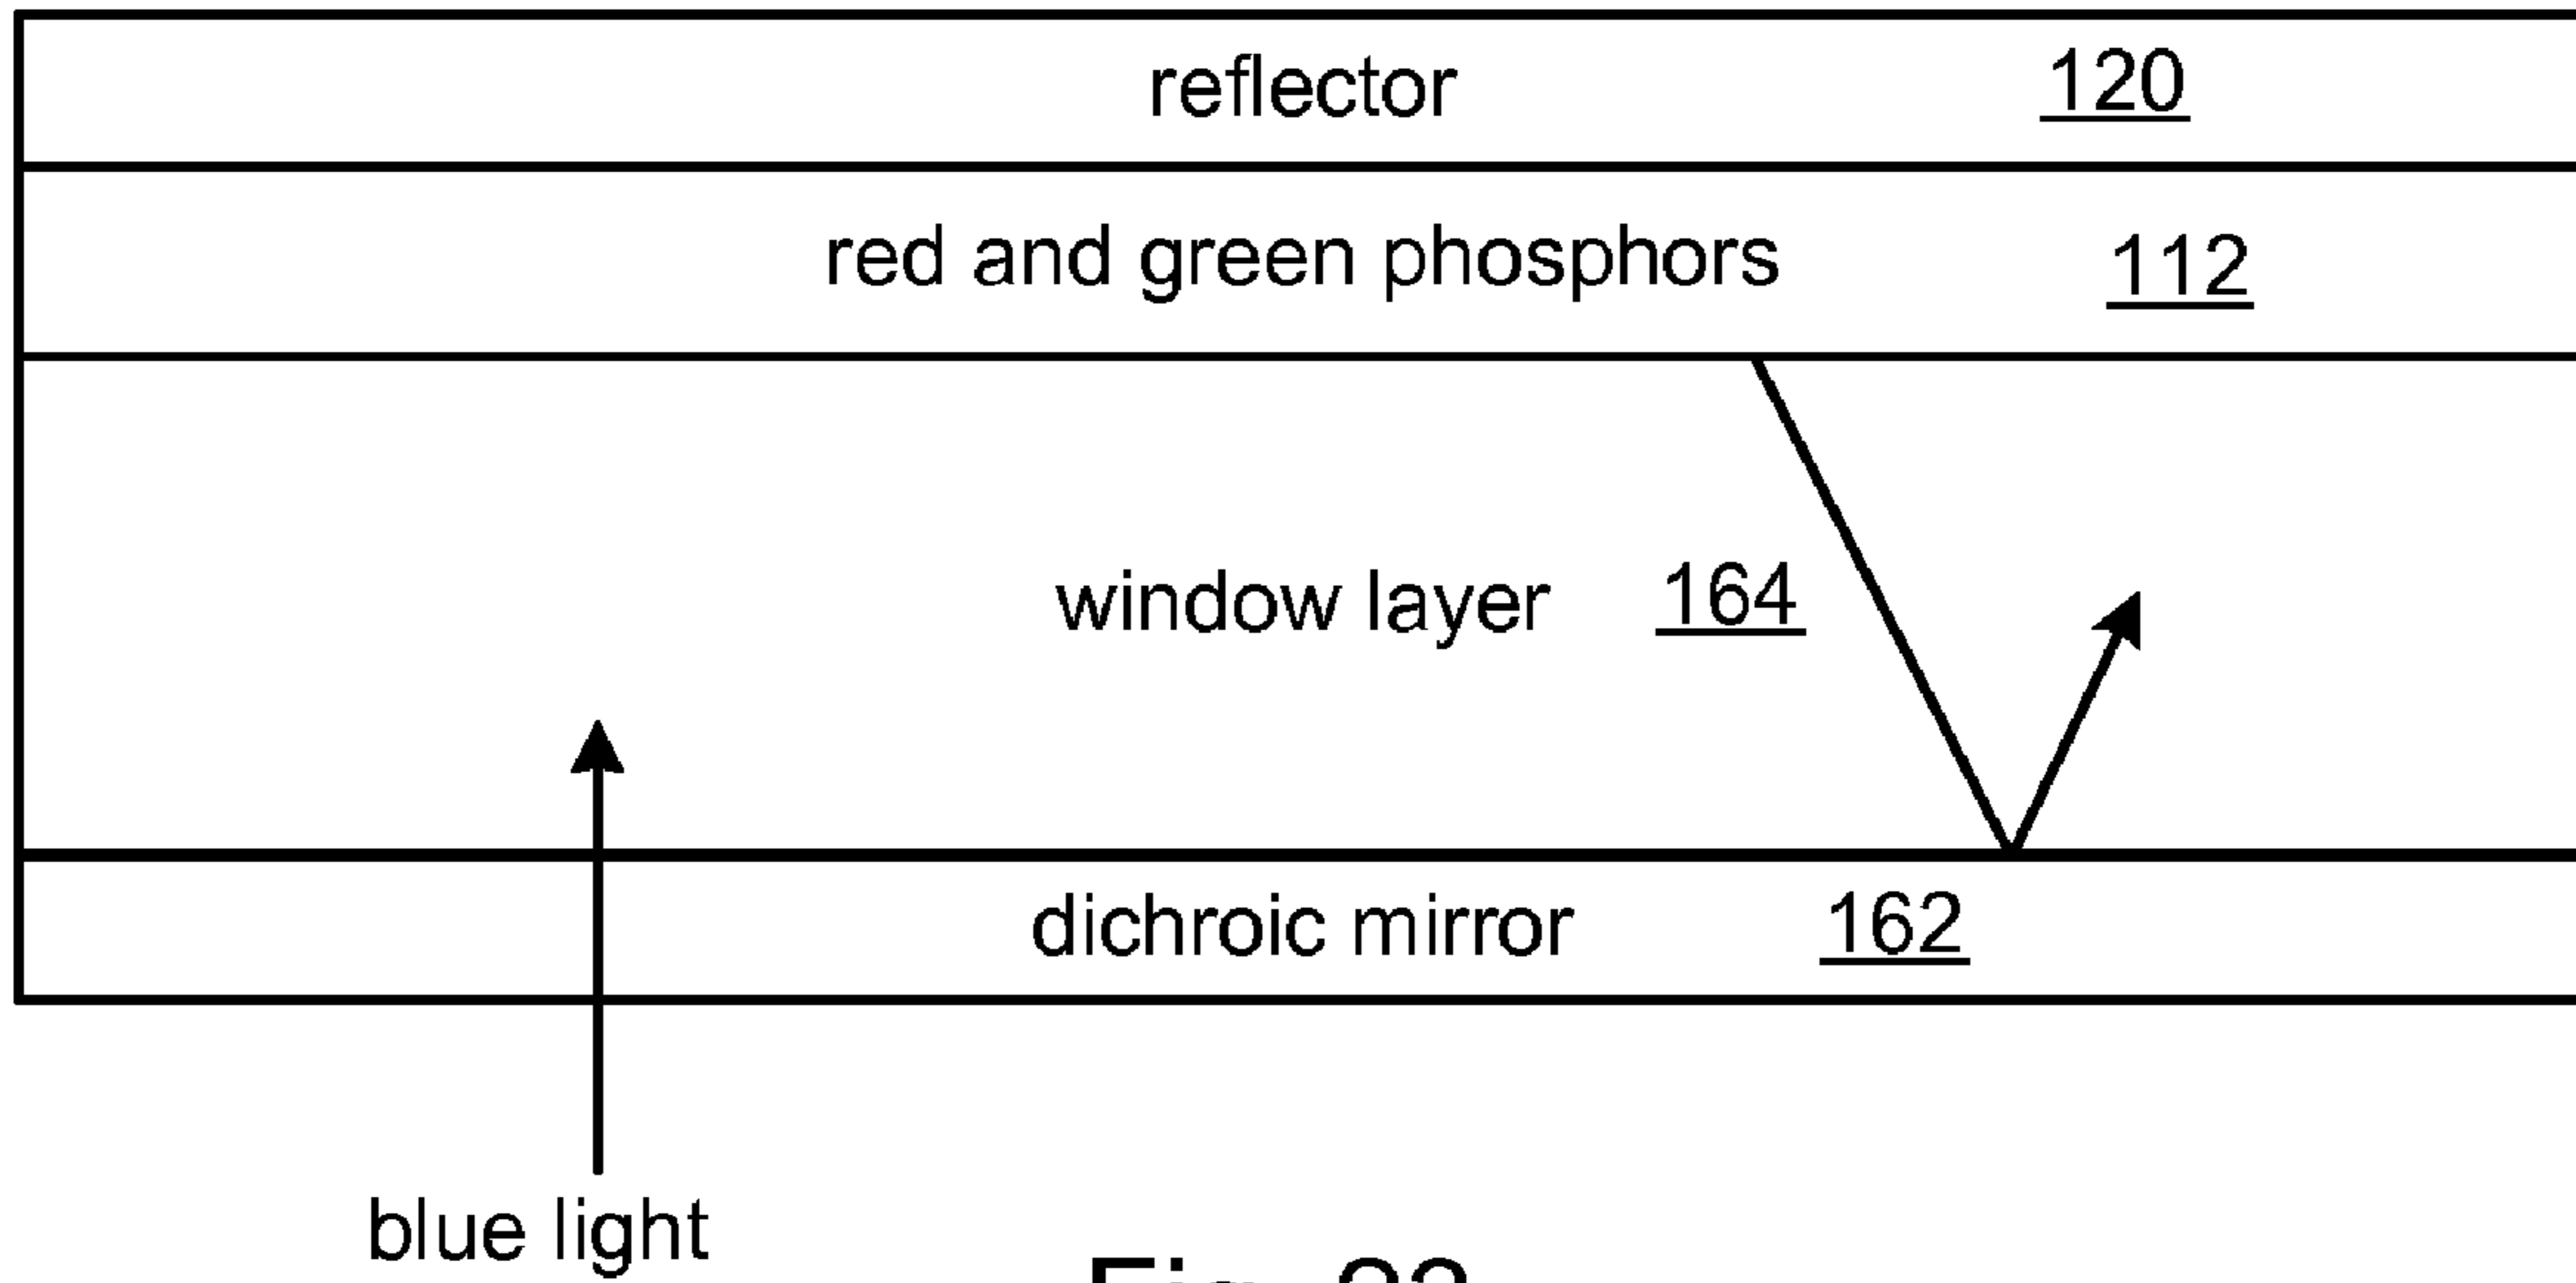 reflector 120
red and green phosphors 112
window layer 164
dichroic mirror 162
blue light